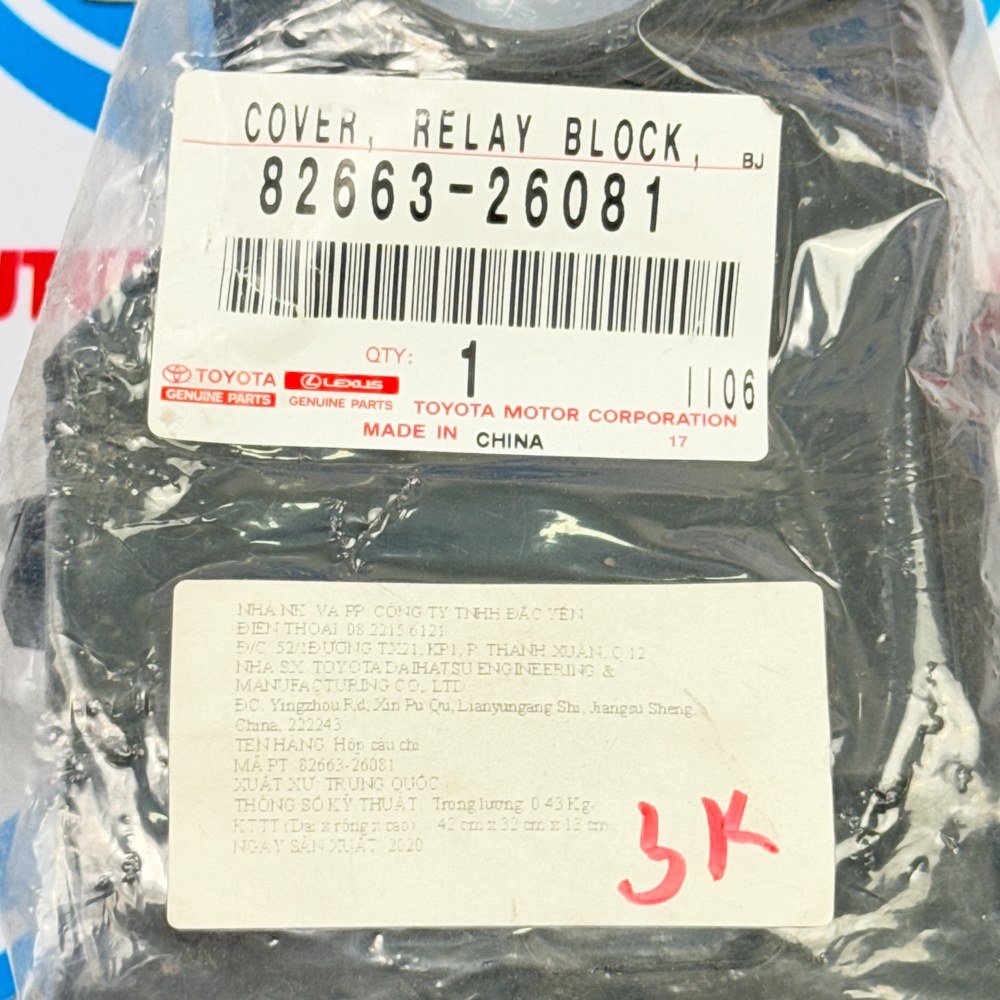 COVER, RELAY BLOCK, BJ
82663-26081
QTY: 1
TOYOTA LEXUS 1106
GENUINE PARTS GENUINE PARTS TOYOTA MOTOR CORPORATION
MADE IN CHINA 17
NHÀ NK VÀ PP: CÔNG TY TNHH ĐẮC YẾN
ĐIỆN THOẠI: 08.2215.6121
Đ/C: 52/1 ĐƯỜNG TX21, KP1, P. THẠNH XUÂN, Q.12
NHÀ SX: TOYOTA DAIHATSU ENGINEERING &
MANUFACTURING CO., LTD
ĐC: Yingzhou Rd, Xin Pu Qu, Lianyungang Shi, Jiangsu Sheng,
China, 222243
TÊN HÀNG: Hộp cầu chì
MÃ PT: 82663-26081
XUẤT XỨ: TRUNG QUỐC
THÔNG SỐ KỸ THUẬT: Trọng lượng: 0.43 Kg.
KTTT (Dài x rộng x cao): 42 cm x 32 cm x 13 cm
NGÀY SẢN XUẤT: 2020
3K